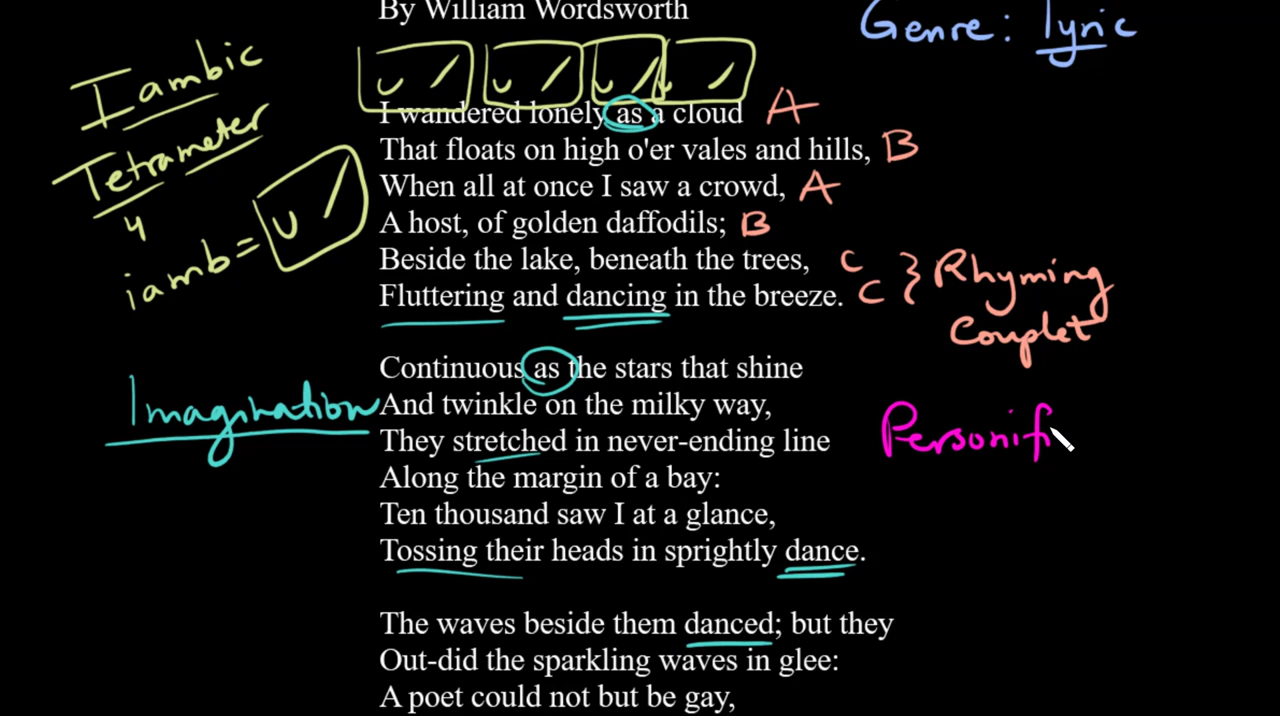 By William Wordsworth
Genre: lyric
Iambic
Tetrameter
4
iamb = u /
u / u / u / u /
I wandered lonely as a cloud A
That floats on high o'er vales and hills, B
When all at once I saw a crowd, A
A host, of golden daffodils; B
Beside the lake, beneath the trees, C
Fluttering and dancing in the breeze. C
} Rhyming
Couplet
Continuous as the stars that shine
Imagination
And twinkle on the milky way,
They stretched in never-ending line
Personif
Along the margin of a bay:
Ten thousand saw I at a glance,
Tossing their heads in sprightly dance.
The waves beside them danced; but they
Out-did the sparkling waves in glee:
A poet could not but be gay,